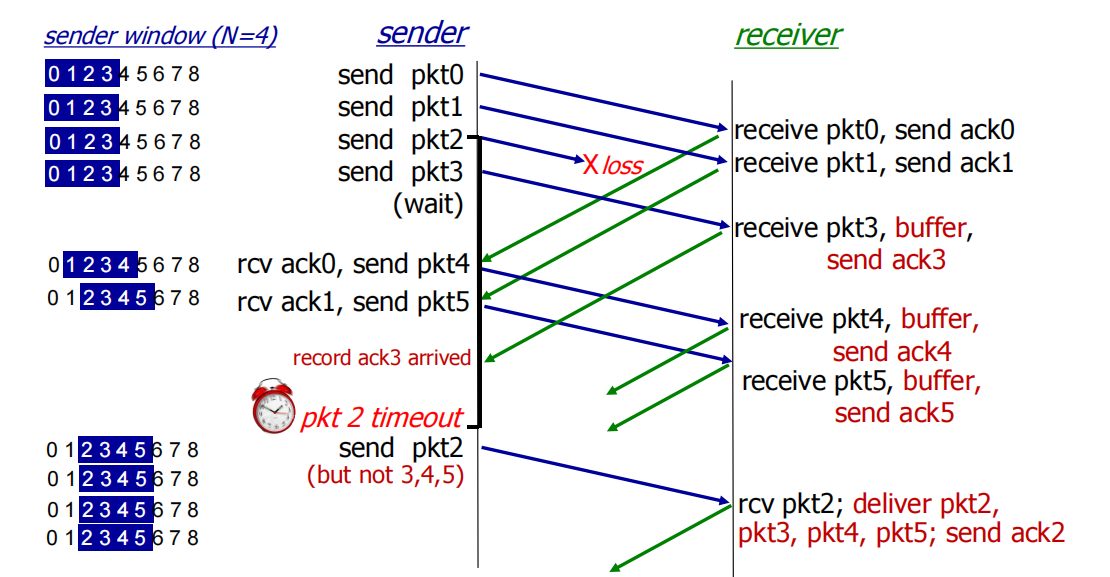 sender window (N=4)
sender
receiver
0 1 2 3 4 5 6 7 8
send pkt0
0 1 2 3 4 5 6 7 8
send pkt1
0 1 2 3 4 5 6 7 8
send pkt2
0 1 2 3 4 5 6 7 8
send pkt3
(wait)
X loss
receive pkt0, send ack0
receive pkt1, send ack1
receive pkt3, buffer,
send ack3
0 1 2 3 4 5 6 7 8
rcv ack0, send pkt4
0 1 2 3 4 5 6 7 8
rcv ack1, send pkt5
record ack3 arrived
receive pkt4, buffer,
send ack4
receive pkt5, buffer,
send ack5
pkt 2 timeout
0 1 2 3 4 5 6 7 8
send pkt2
0 1 2 3 4 5 6 7 8
(but not 3,4,5)
0 1 2 3 4 5 6 7 8
0 1 2 3 4 5 6 7 8
rcv pkt2; deliver pkt2,
pkt3, pkt4, pkt5; send ack2